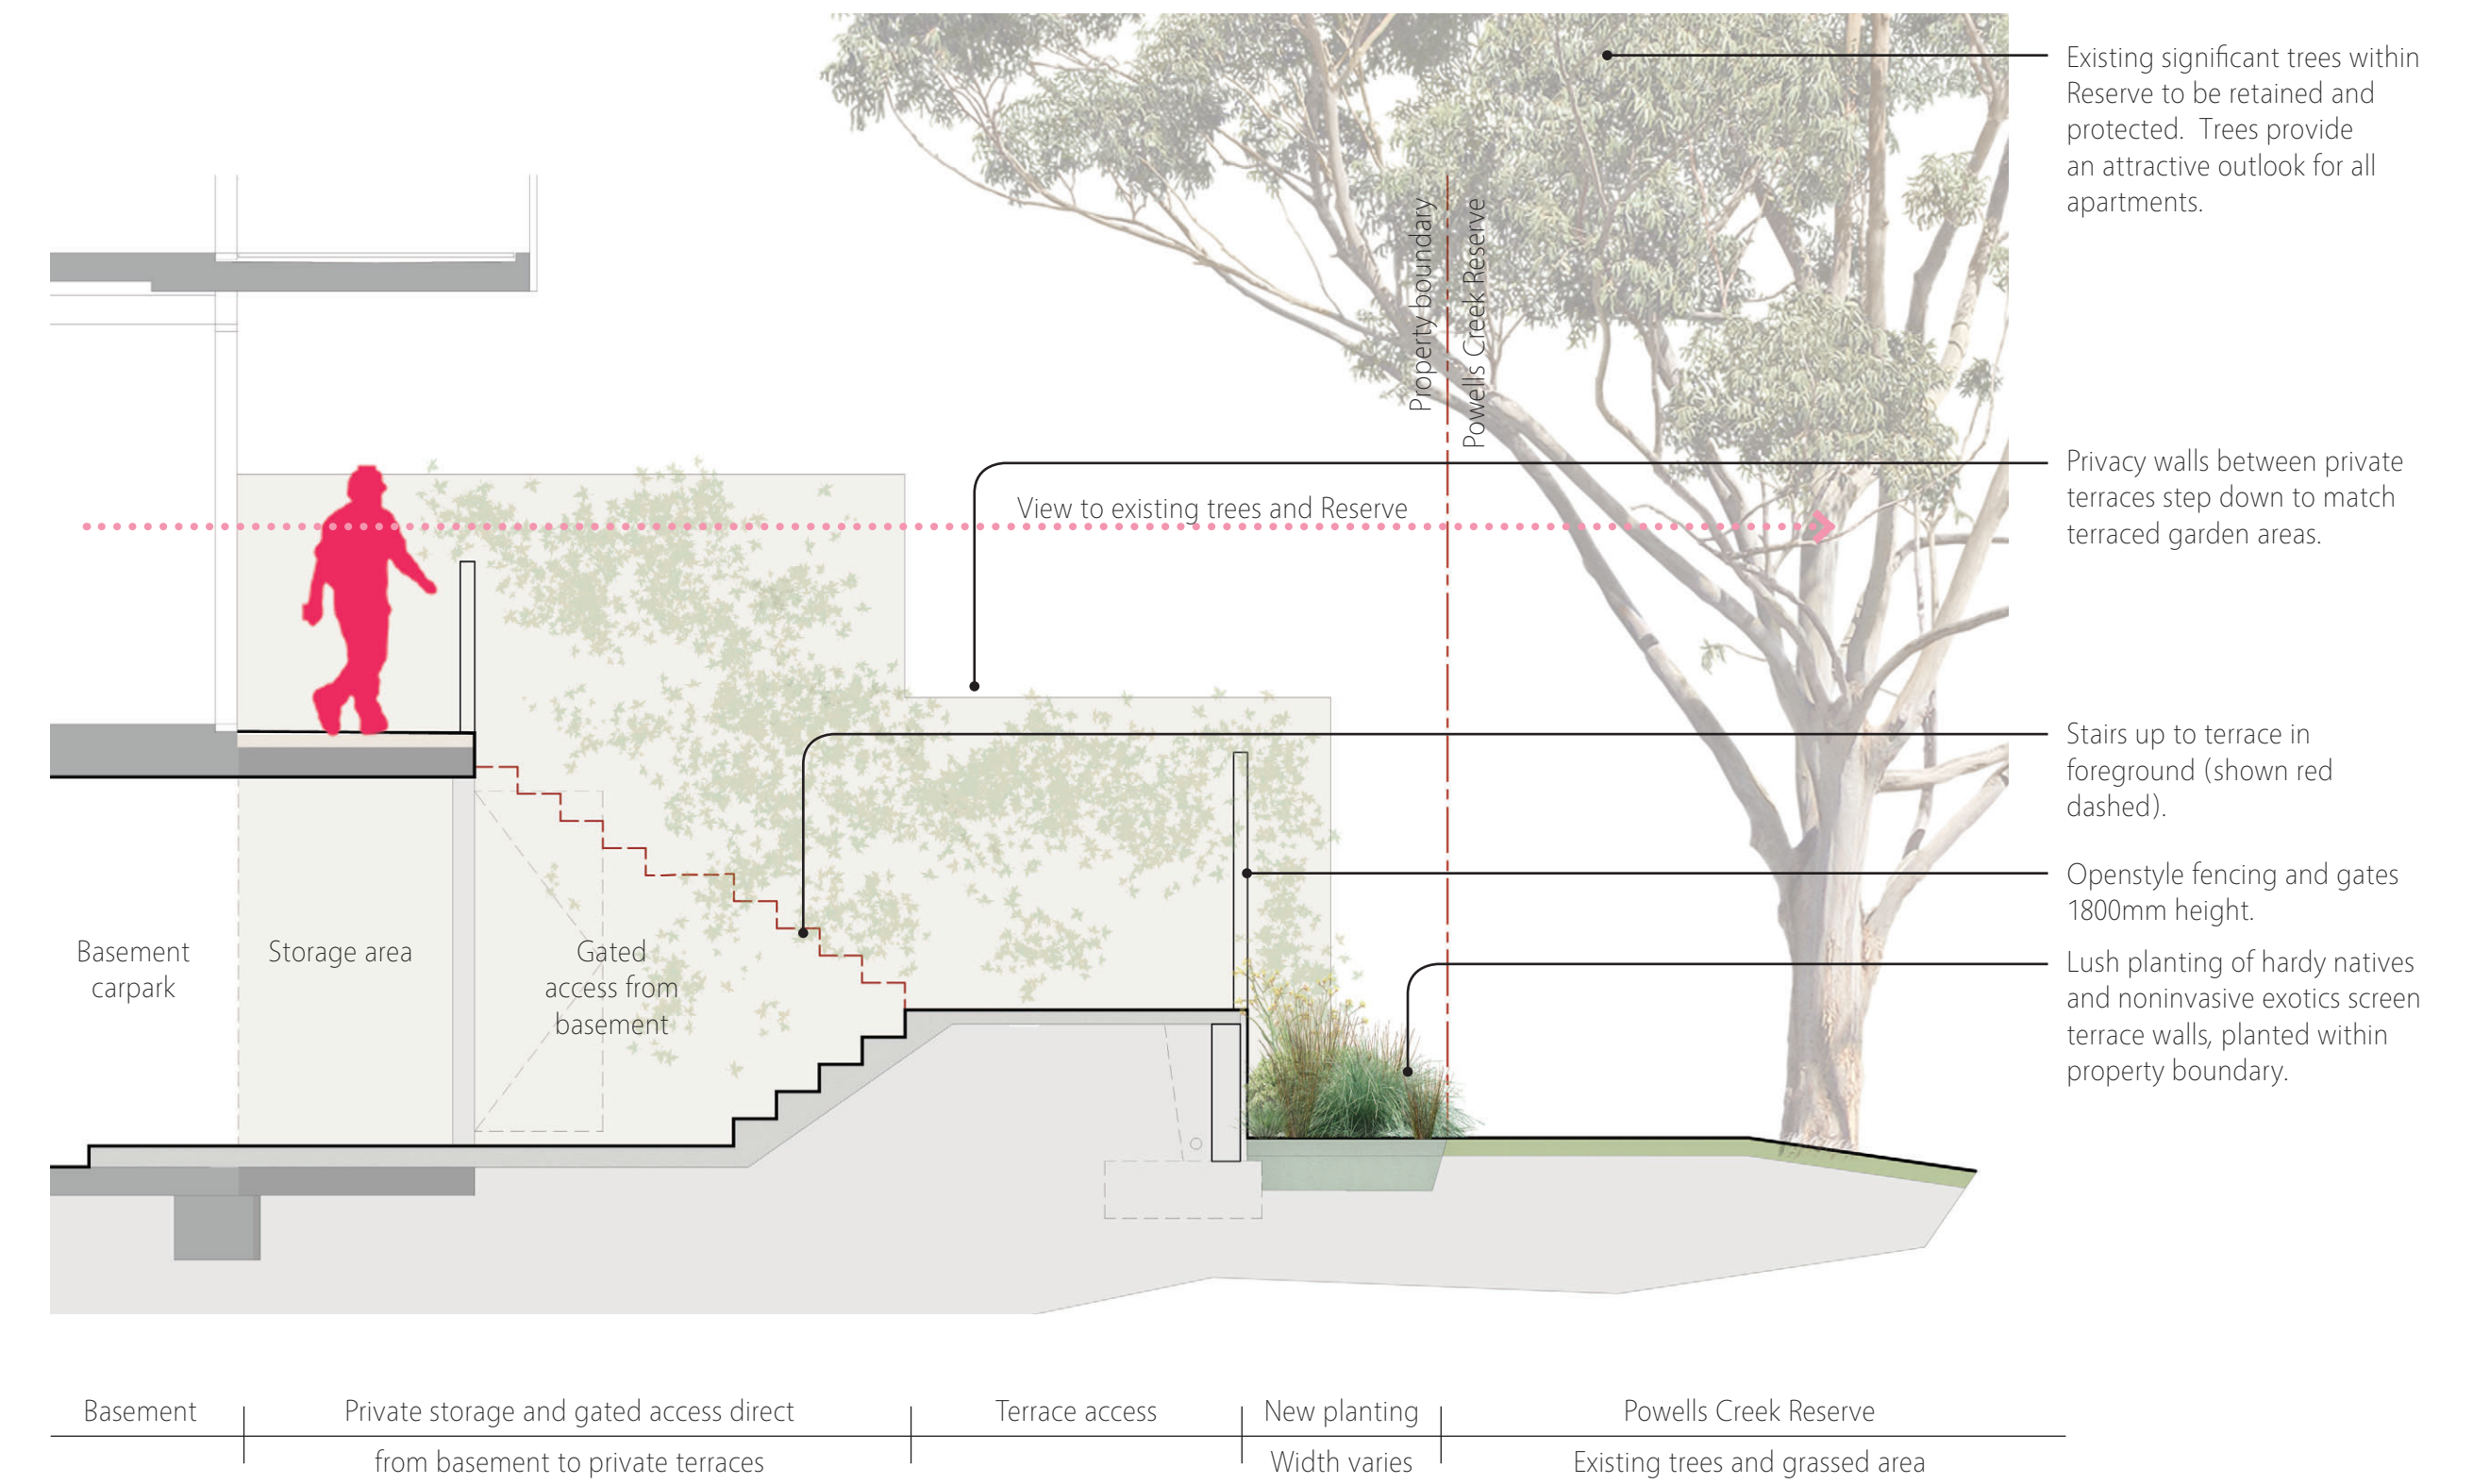 Existing significant trees within
Reserve to be retained and
protected.  Trees provide
an attractive outlook for all
apartments.
Property boundary
Powells Creek Reserve
Privacy walls between private
terraces step down to match
terraced garden areas.
View to existing trees and Reserve
Stairs up to terrace in
foreground (shown red
dashed).
Openstyle fencing and gates
1800mm height.
Basement
carpark
Storage area
Gated
access from
basement
Lush planting of hardy natives
and noninvasive exotics screen
terrace walls, planted within
property boundary.
Basement
Private storage and gated access direct
from basement to private terraces
Terrace access
New planting
Width varies
Powells Creek Reserve
Existing trees and grassed area